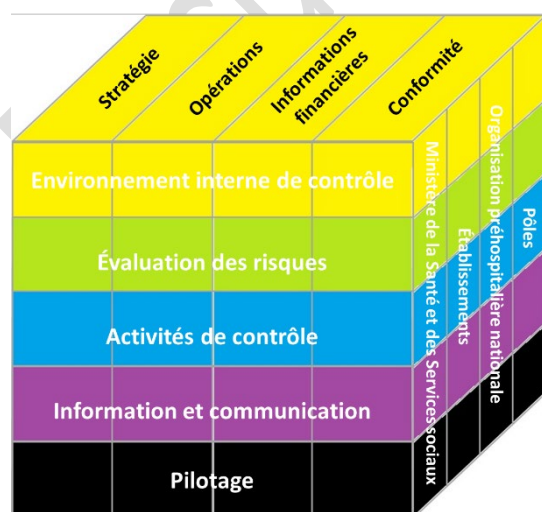 Stratégie
Opérations
Informations
financières
Conformité
Environnement interne de contrôle
Évaluation des risques
Activités de contrôle
Information et communication
Pilotage
Ministère de la Santé et des Services sociaux
Établissements
Organisation préhospitalière nationale
Pôles